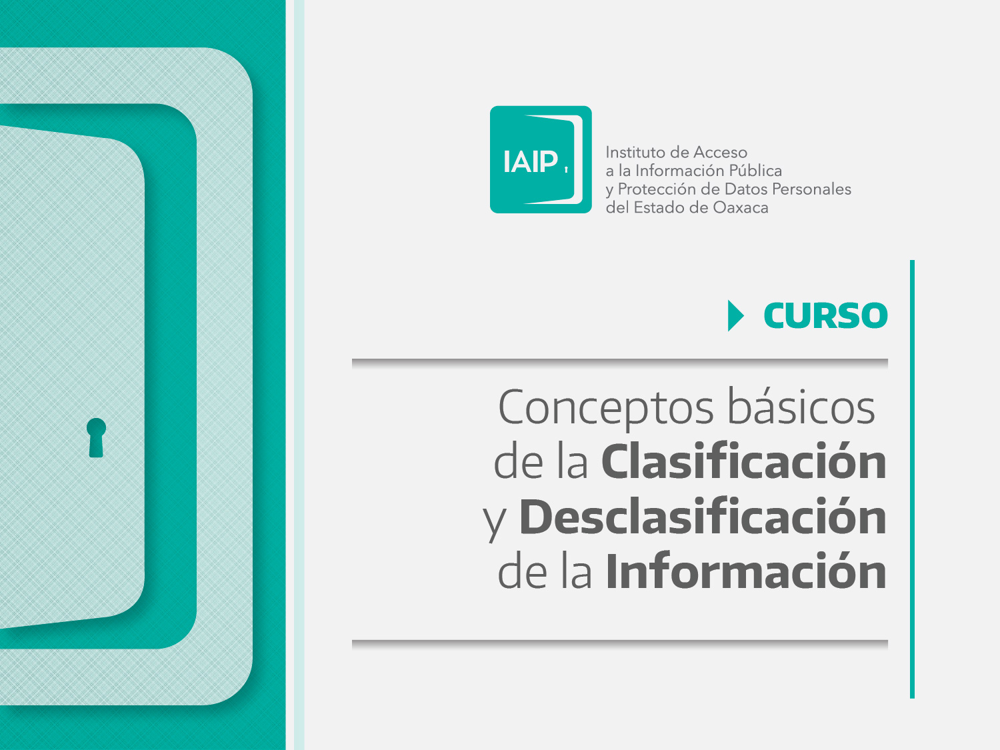 IAIP
Instituto de Acceso
a la Información Pública
y Protección de Datos Personales
del Estado de Oaxaca
CURSO
Conceptos básicos
de la Clasificación
y Desclasificación
de la Información